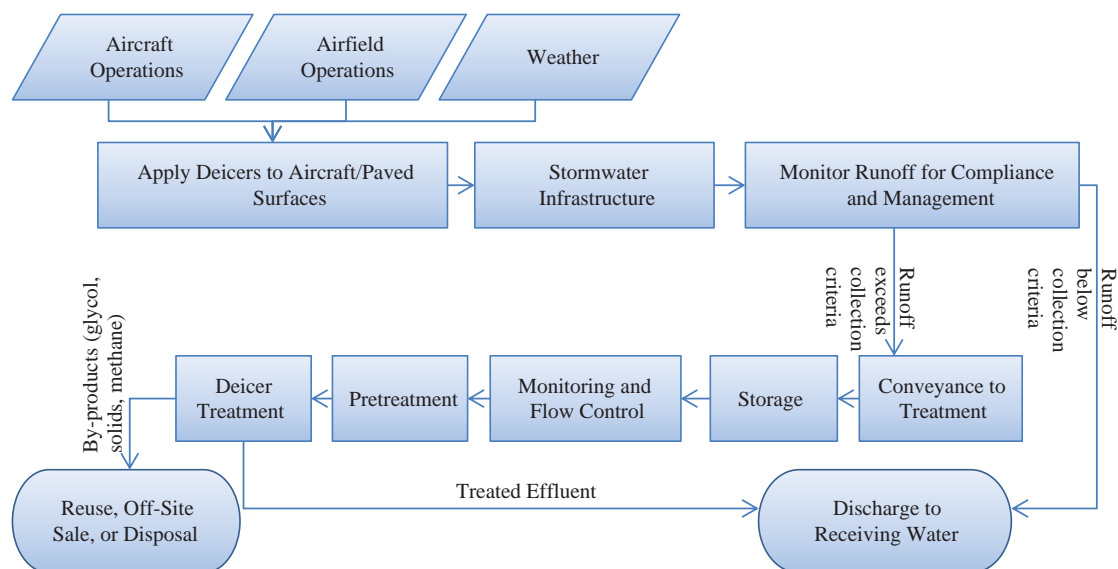 Aircraft
Operations
Airfield
Operations
Weather
Apply Deicers to Aircraft/Paved
Surfaces
Stormwater
Infrastructure
Monitor Runoff for Compliance
and Management
Runoff
exceeds
collection
criteria
Runoff
below
collection
criteria
By-products (glycol,
solids, methane)
Deicer
Treatment
Pretreatment
Monitoring and
Flow Control
Storage
Conveyance to
Treatment
Reuse, Off-Site
Sale, or Disposal
Treated Effluent
Discharge to
Receiving Water